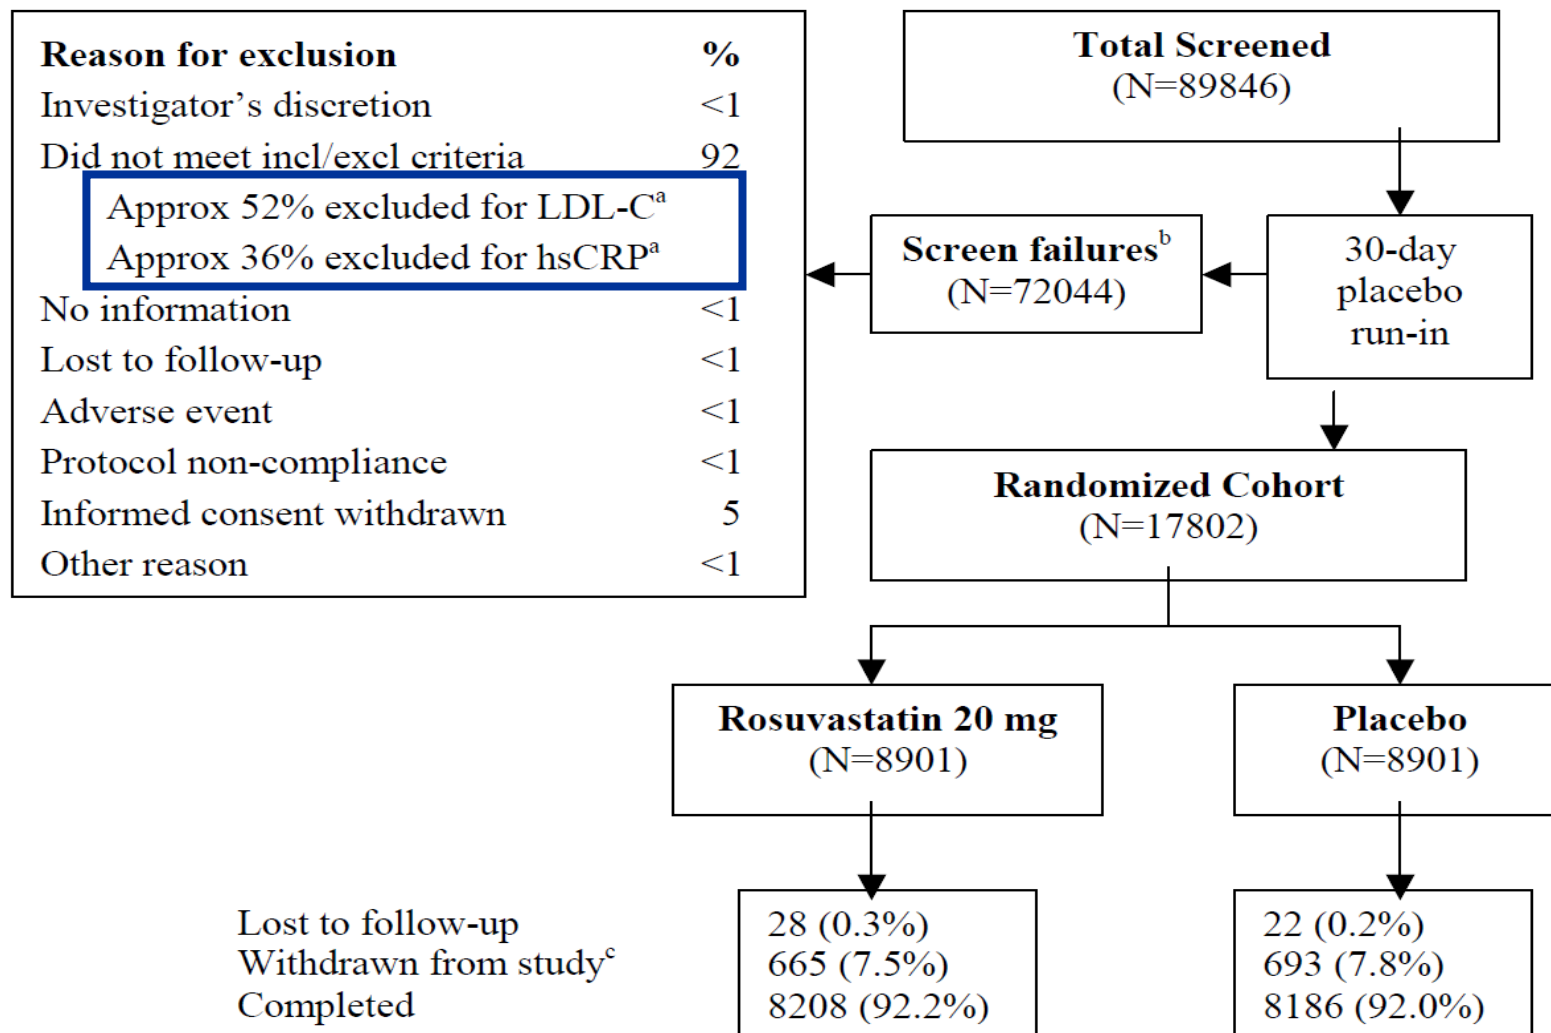 Reason for exclusion %
Investigator’s discretion <1
Did not meet incl/excl criteria 92
Approx 52% excluded for LDL-Cᵃ
Approx 36% excluded for hsCRPᵃ
No information <1
Lost to follow-up <1
Adverse event <1
Protocol non-compliance <1
Informed consent withdrawn 5
Other reason <1
Total Screened
(N=89846)
Screen failuresᵇ
(N=72044)
30-day
placebo
run-in
Randomized Cohort
(N=17802)
Rosuvastatin 20 mg
(N=8901)
Placebo
(N=8901)
Lost to follow-up 28 (0.3%) 22 (0.2%)
Withdrawn from studyᶜ 665 (7.5%) 693 (7.8%)
Completed 8208 (92.2%) 8186 (92.0%)